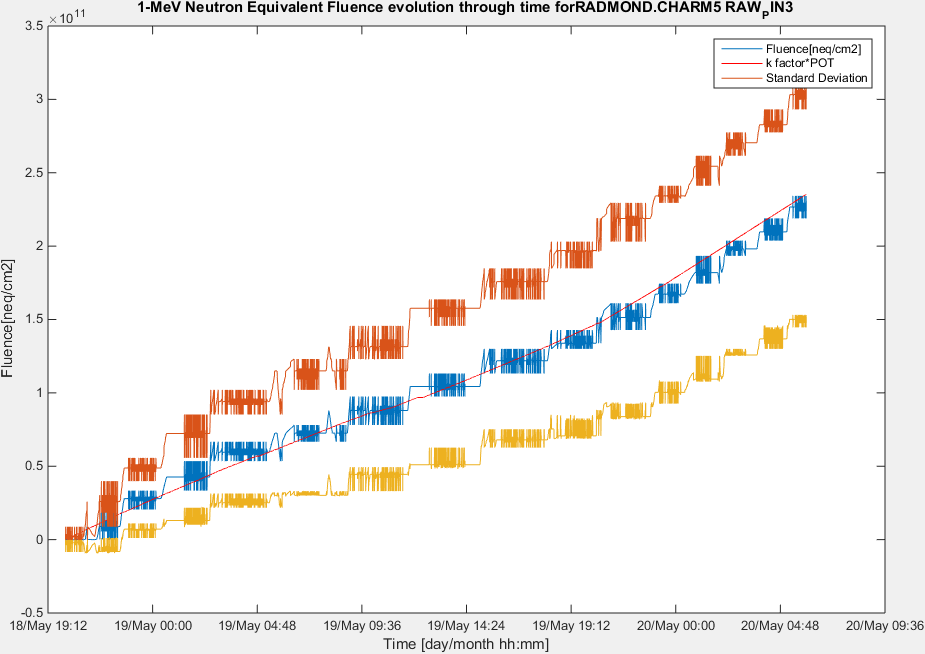 1-MeV Neutron Equivalent Fluence evolution through time forRADMOND.CHARM5 RAWPIN3
×10^11
3.5
3
2.5
2
1.5
1
0.5
0
-0.5
Fluence[neq/cm2]
k factor*POT
Standard Deviation
Fluence[neq/cm2]
18/May 19:12 19/May 00:00 19/May 04:48 19/May 09:36 19/May 14:24 19/May 19:12 20/May 00:00 20/May 04:48 20/May 09:36
Time [day/month hh:mm]